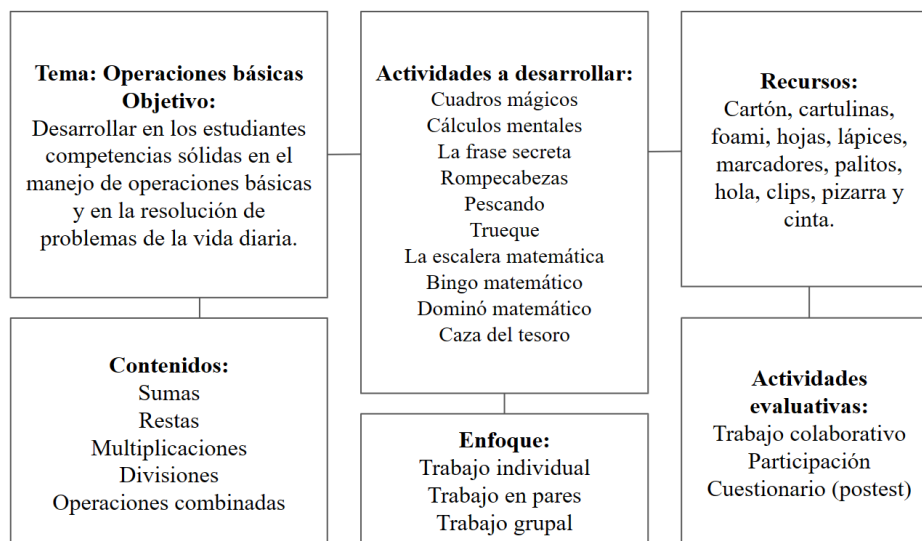 Tema: Operaciones básicas
Objetivo:
Desarrollar en los estudiantes
competencias sólidas en el
manejo de operaciones básicas
y en la resolución de
problemas de la vida diaria.
Actividades a desarrollar:
Cuadros mágicos
Cálculos mentales
La frase secreta
Rompecabezas
Pescando
Trueque
La escalera matemática
Bingo matemático
Dominó matemático
Caza del tesoro
Recursos:
Cartón, cartulinas,
foami, hojas, lápices,
marcadores, palitos,
hola, clips, pizarra y
cinta.
Contenidos:
Sumas
Restas
Multiplicaciones
Divisiones
Operaciones combinadas
Enfoque:
Trabajo individual
Trabajo en pares
Trabajo grupal
Actividades
evaluativas:
Trabajo colaborativo
Participación
Cuestionario (postest)